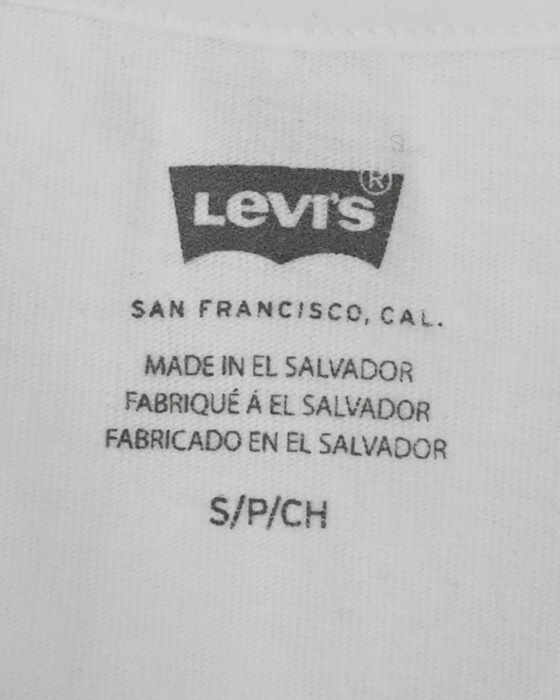 Levi's®
SAN FRANCISCO, CAL.
MADE IN EL SALVADOR
FABRIQUÉ Á EL SALVADOR
FABRICADO EN EL SALVADOR
S/P/CH